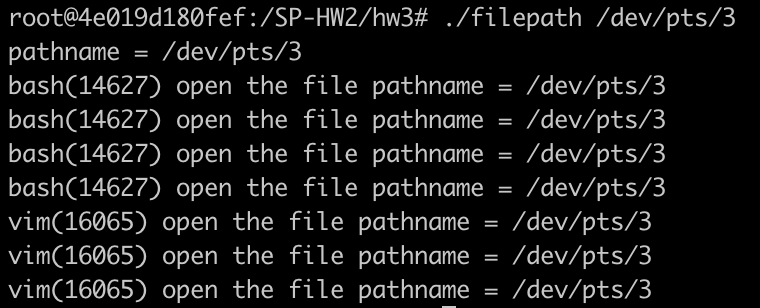 root@4e019d180fef:/SP-HW2/hw3# ./filepath /dev/pts/3
pathname = /dev/pts/3
bash(14627) open the file pathname = /dev/pts/3
bash(14627) open the file pathname = /dev/pts/3
bash(14627) open the file pathname = /dev/pts/3
bash(14627) open the file pathname = /dev/pts/3
vim(16065) open the file pathname = /dev/pts/3
vim(16065) open the file pathname = /dev/pts/3
vim(16065) open the file pathname = /dev/pts/3